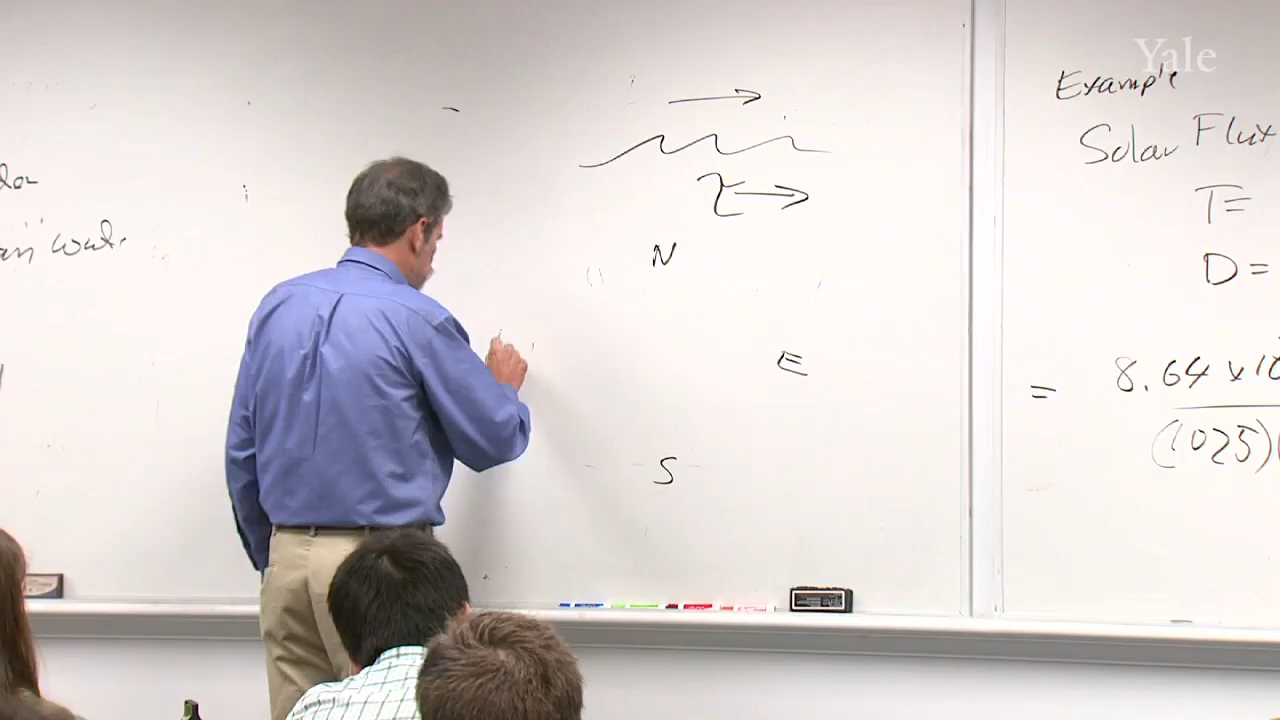 Yale
τ
N
E
S
Example
Solar Flux
T=
D=
= 8.64 x 10
(1025)(